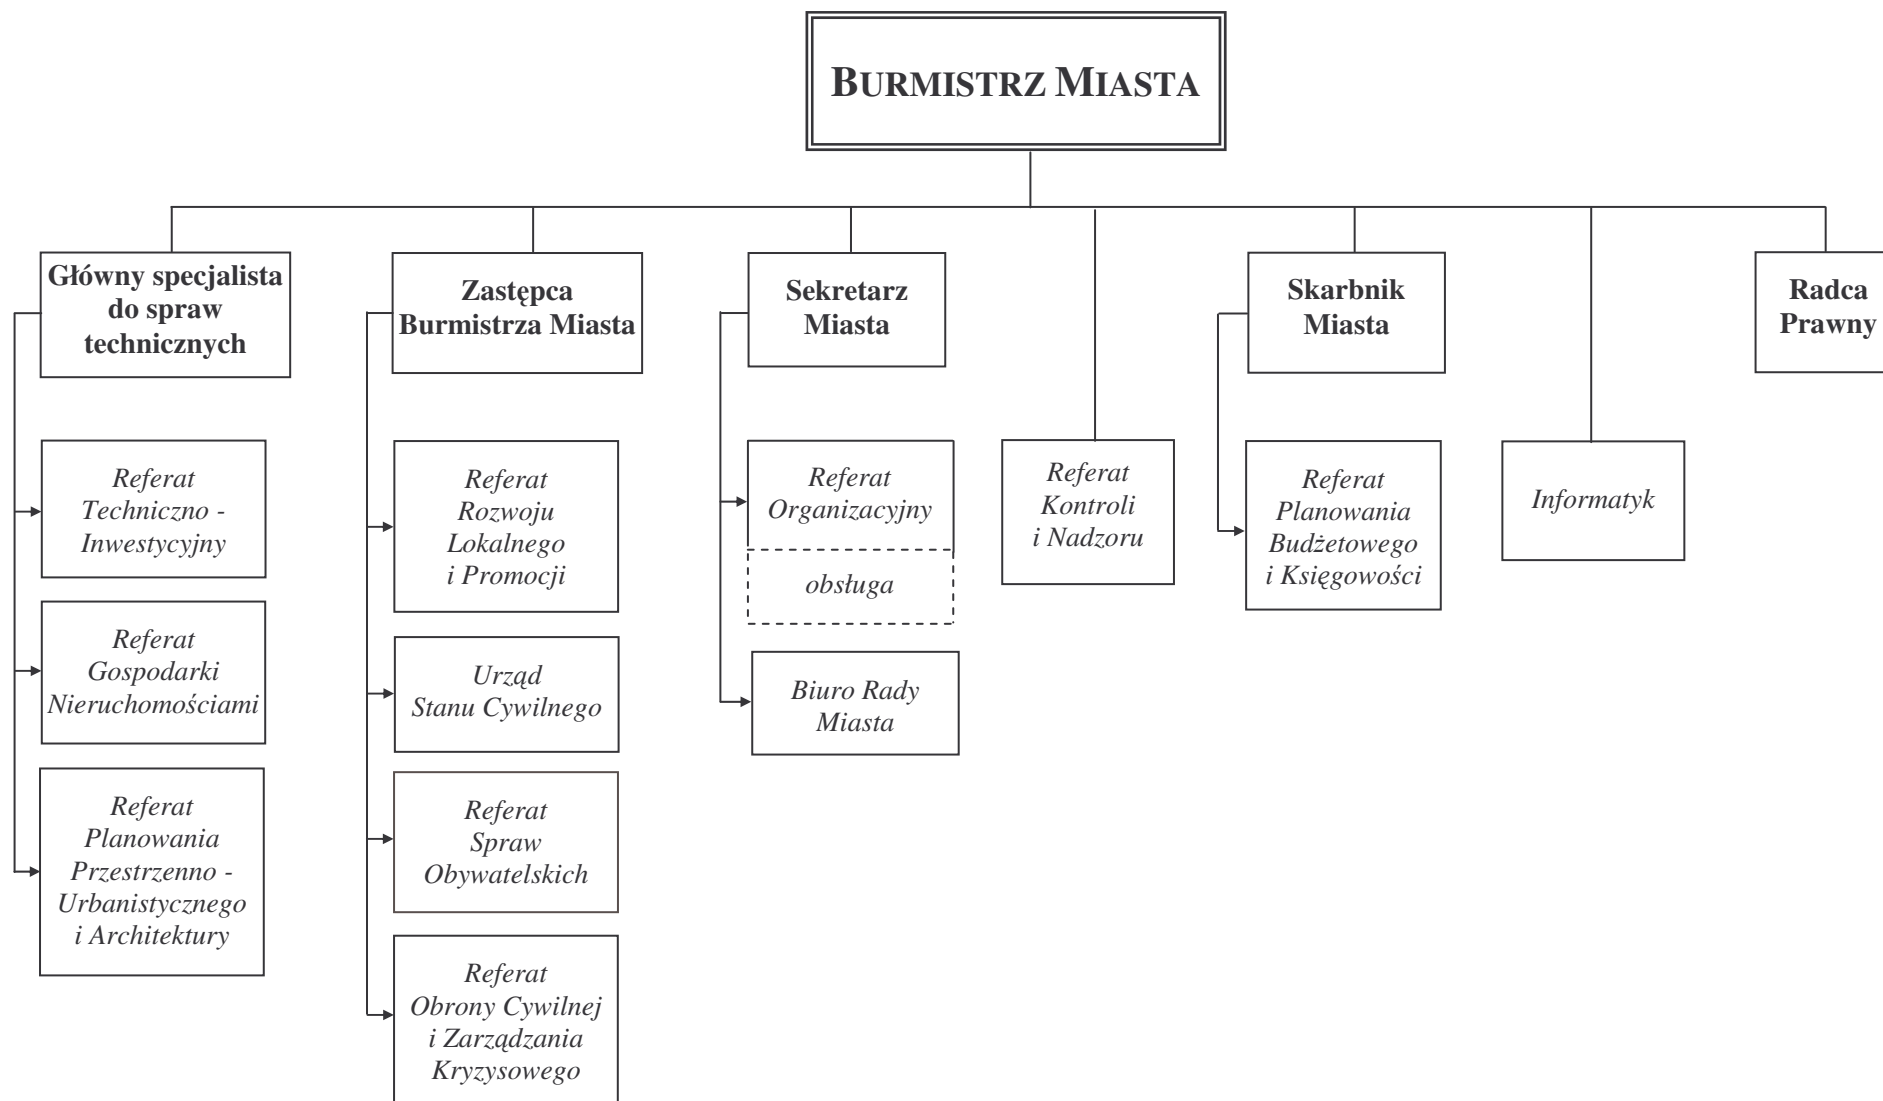 BURMISTRZ MIASTA
Główny specjalista
do spraw
technicznych
Zastępca
Burmistrza Miasta
Sekretarz
Miasta
Skarbnik
Miasta
Radca
Prawny
Referat
Techniczno -
Inwestycyjny
Referat
Gospodarki
Nieruchomościami
Referat
Planowania
Przestrzenno -
Urbanistycznego
i Architektury
Referat
Rozwoju
Lokalnego
i Promocji
Urząd
Stanu Cywilnego
Referat
Spraw
Obywatelskich
Referat
Obrony Cywilnej
i Zarządzania
Kryzysowego
Referat
Organizacyjny
obsługa
Biuro Rady
Miasta
Referat
Kontroli
i Nadzoru
Referat
Planowania
Budżetowego
i Księgowości
Informatyk